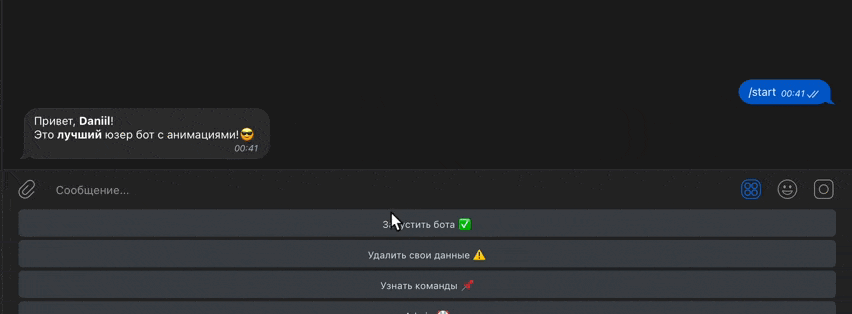 /start 00:41
Привет, Daniil!
Это лучший юзер бот с анимациями!😎
00:41
Сообщение...
Запустить бота ✅
Удалить свои данные ⚠️
Узнать команды 📌